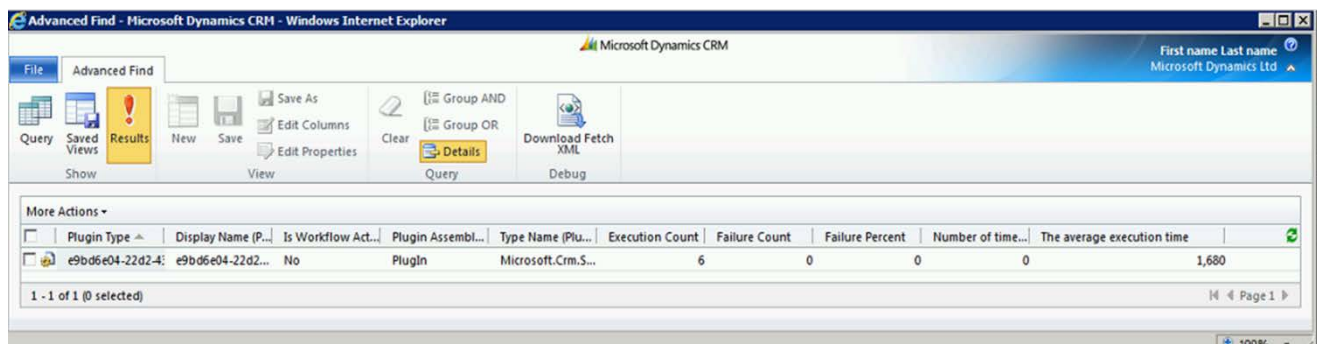 Advanced Find - Microsoft Dynamics CRM - Windows Internet Explorer
Microsoft Dynamics CRM
First name Last name
Microsoft Dynamics Ltd
File Advanced Find
Query
Saved Views
Results
New
Save
Save As
Edit Columns
Edit Properties
Clear
Group AND
Group OR
Details
Download Fetch XML
Show View Query Debug
More Actions
Plugin Type Display Name (P... Is Workflow Act... Plugin Assembl... Type Name (Plu... Execution Count Failure Count Failure Percent Number of time... The average execution time
e9bd6e04-22d2-43 e9bd6e04-22d2... No PlugIn Microsoft.Crm.S... 6 0 0 0 1,680
1 - 1 of 1 (0 selected) Page 1
100%